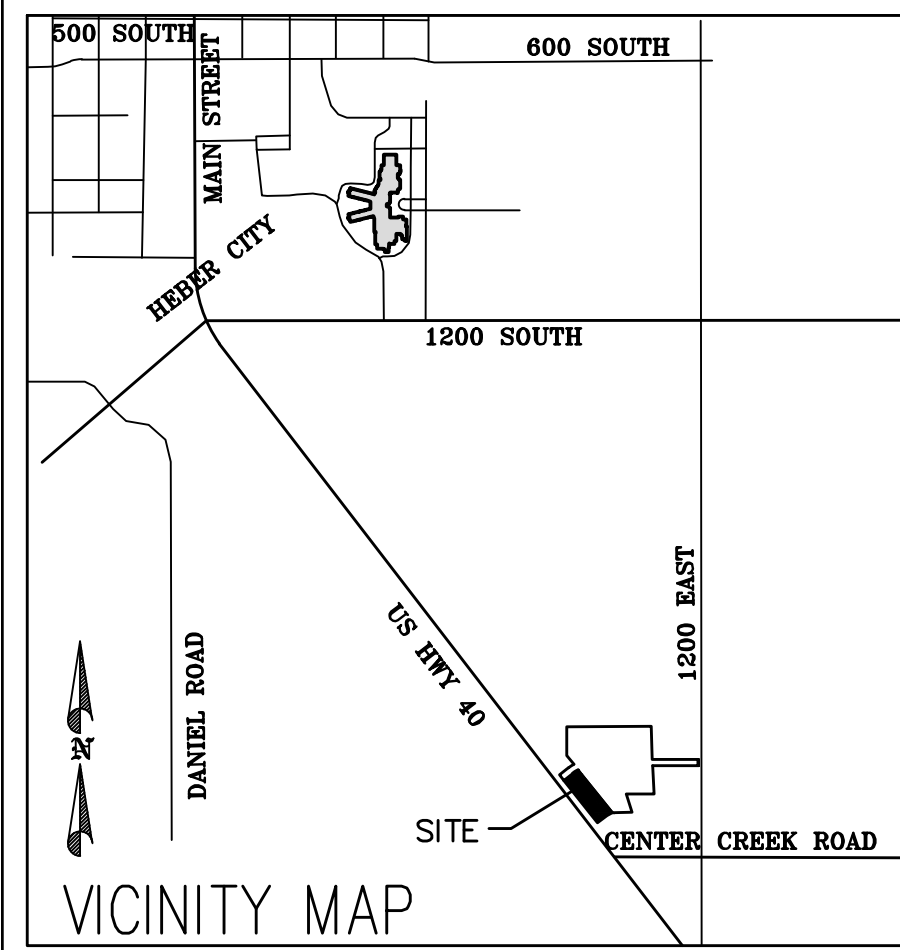 500 SOUTH
600 SOUTH
MAIN STREET
HEBER CITY
1200 SOUTH
1200 EAST
US HWY 40
DANIEL ROAD
N
SITE
CENTER CREEK ROAD
VICINITY MAP